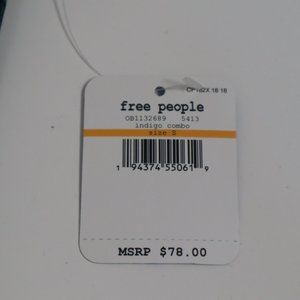 free people
OB1132689 5413
indigo combo
size S
1 94374 55061 9
MSRP $78.00